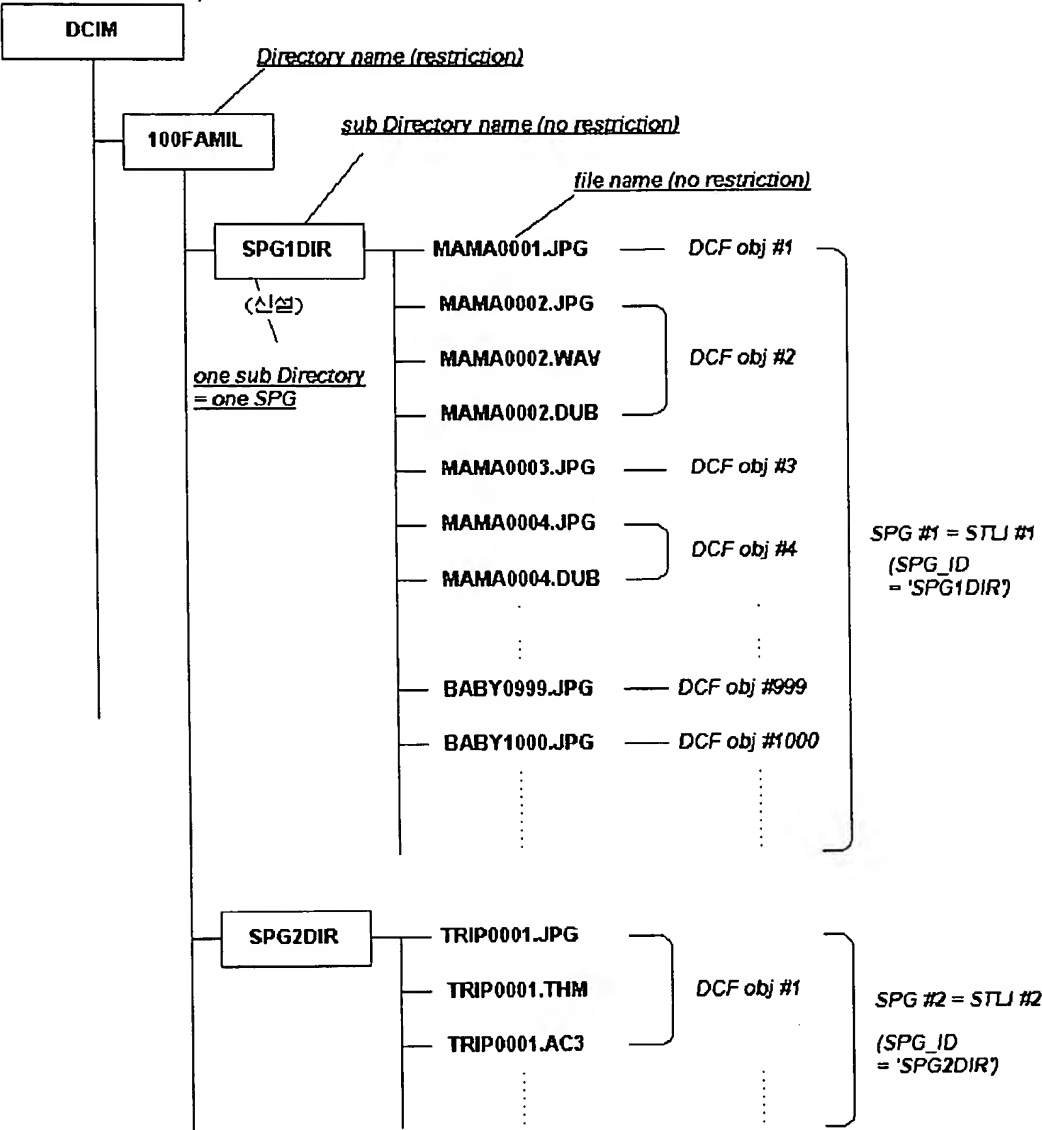 DCIM
Directory name (restriction)
100FAMIL
sub Directory name (no restriction)
file name (no restriction)
SPG1DIR
(신설)
one sub Directory
= one SPG
MAMA0001.JPG
DCF obj #1
MAMA0002.JPG
MAMA0002.WAV
DCF obj #2
MAMA0002.DUB
MAMA0003.JPG
DCF obj #3
MAMA0004.JPG
DCF obj #4
MAMA0004.DUB
BABY0999.JPG
DCF obj #999
BABY1000.JPG
DCF obj #1000
SPG #1 = STLI #1
(SPG_ID
= 'SPG1DIR')
SPG2DIR
TRIP0001.JPG
TRIP0001.THM
DCF obj #1
TRIP0001.AC3
SPG #2 = STLI #2
(SPG_ID
= 'SPG2DIR')